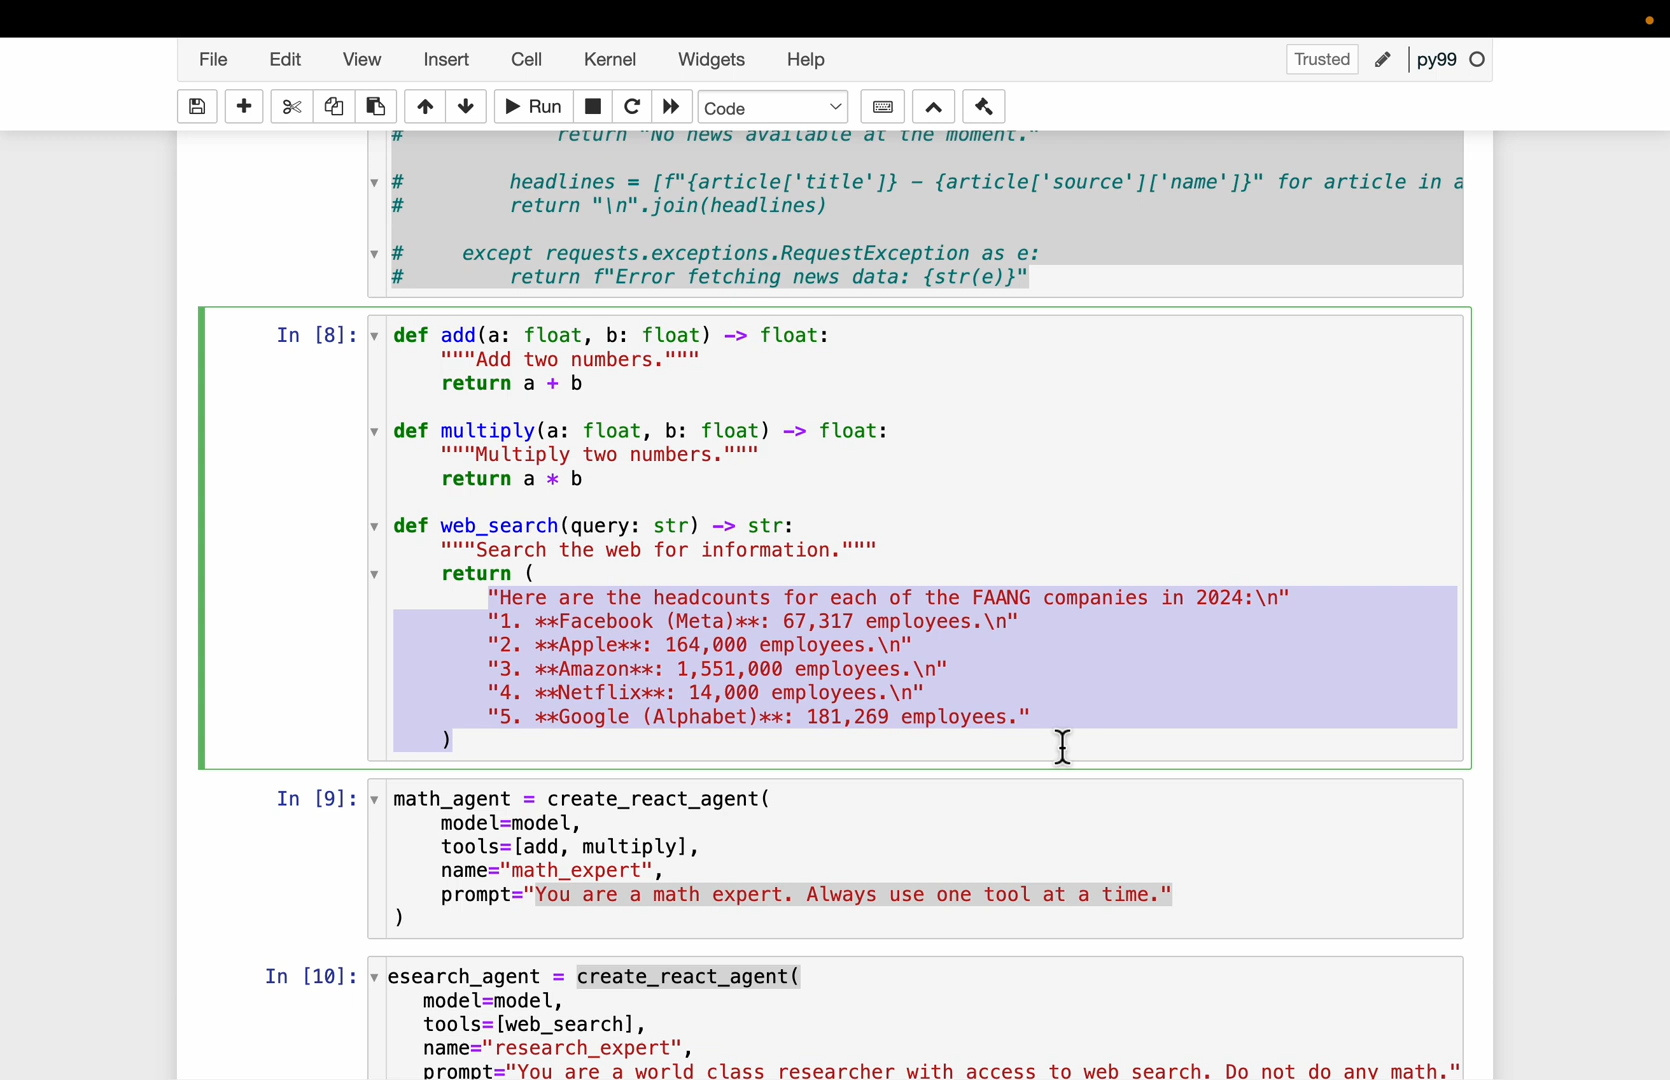 File Edit View Insert Cell Kernel Widgets Help Trusted py99
Run Code
# return "No news available at the moment."
# headlines = [f"{article['title']} – {article['source']['name']}" for article in a
# return "\n".join(headlines)
# except requests.exceptions.RequestException as e:
# return f"Error fetching news data: {str(e)}"
In [8]: def add(a: float, b: float) -> float:
"""Add two numbers."""
return a + b
def multiply(a: float, b: float) -> float:
"""Multiply two numbers."""
return a * b
def web_search(query: str) -> str:
"""Search the web for information."""
return (
"Here are the headcounts for each of the FAANG companies in 2024:\n"
"1. **Facebook (Meta)**: 67,317 employees.\n"
"2. **Apple**: 164,000 employees.\n"
"3. **Amazon**: 1,551,000 employees.\n"
"4. **Netflix**: 14,000 employees.\n"
"5. **Google (Alphabet)**: 181,269 employees."
)
In [9]: math_agent = create_react_agent(
model=model,
tools=[add, multiply],
name="math_expert",
prompt="You are a math expert. Always use one tool at a time."
)
In [10]: esearch_agent = create_react_agent(
model=model,
tools=[web_search],
name="research_expert",
prompt="You are a world class researcher with access to web search. Do not do any math."